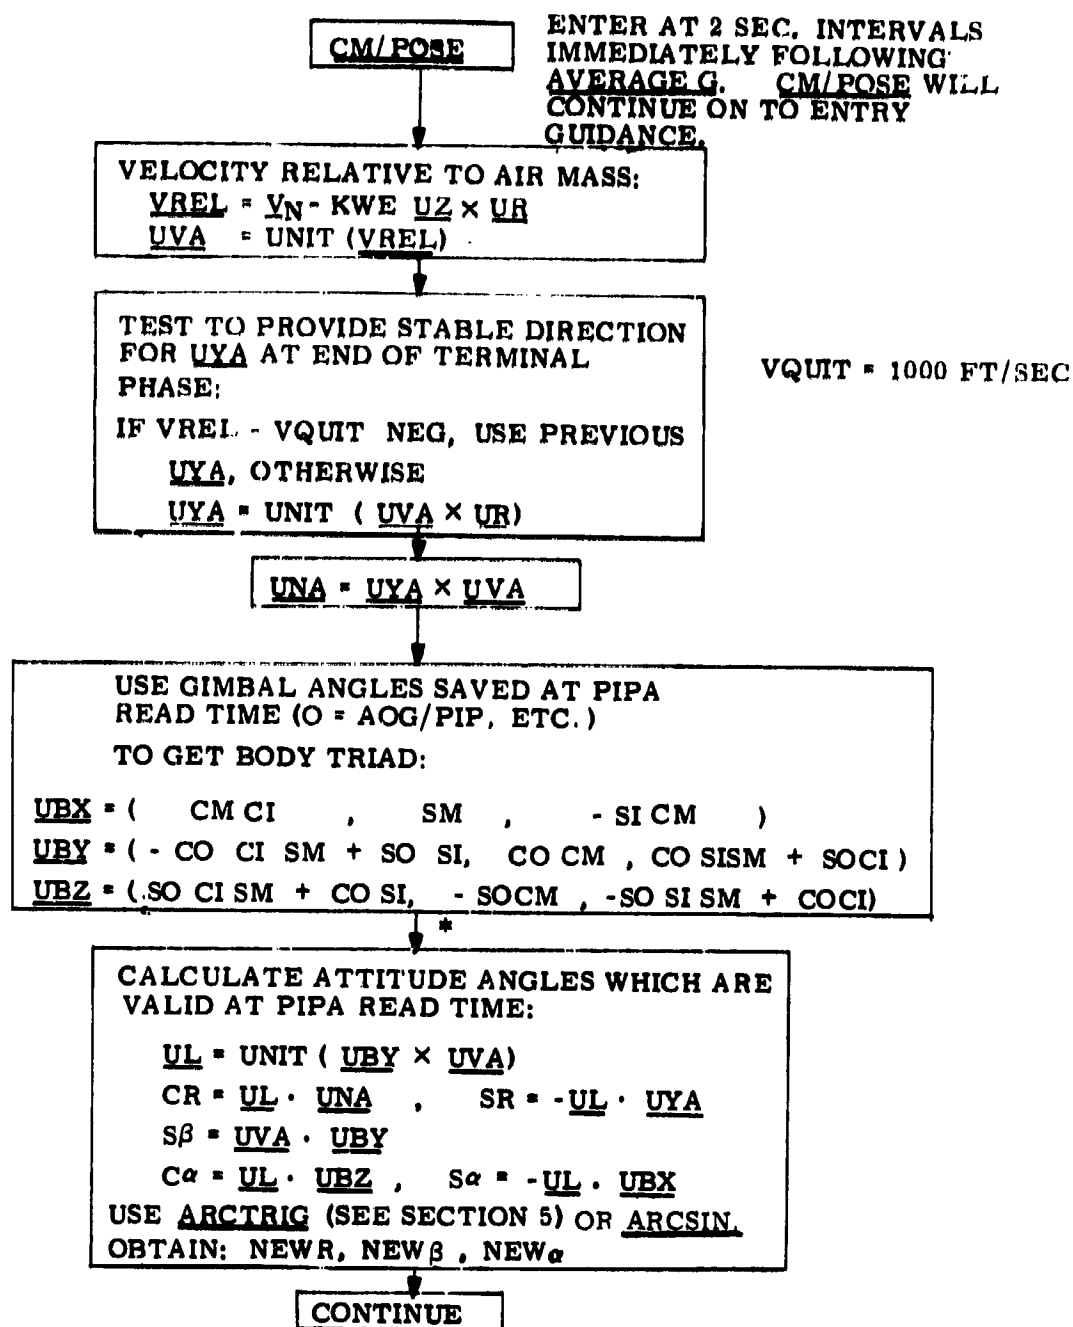 CM/POSE
ENTER AT 2 SEC. INTERVALS
IMMEDIATELY FOLLOWING
AVERAGE G. CM/POSE WILL
CONTINUE ON TO ENTRY
GUIDANCE.
VELOCITY RELATIVE TO AIR MASS:
VREL = VN - KWE UZ × UR
UVA = UNIT (VREL)
TEST TO PROVIDE STABLE DIRECTION
FOR UYA AT END OF TERMINAL
PHASE:
IF VREL - VQUIT NEG, USE PREVIOUS
UYA, OTHERWISE
UYA = UNIT ( UVA × UR)
VQUIT = 1000 FT/SEC
UNA = UYA × UVA
USE GIMBAL ANGLES SAVED AT PIPA
READ TIME (O = AOG/PIP, ETC.)
TO GET BODY TRIAD:
UBX = ( CM CI , SM , - SI CM )
UBY = ( - CO CI SM + SO SI, CO CM , CO SISM + SOCI )
UBZ = (SO CI SM + CO SI, - SOCM , -SO SI SM + COCI)
*
CALCULATE ATTITUDE ANGLES WHICH ARE
VALID AT PIPA READ TIME:
UL = UNIT ( UBY × UVA)
CR = UL · UNA , SR = -UL · UYA
Sβ = UVA · UBY
Cα = UL · UBZ , Sα = -UL · UBX
USE ARCTRIG (SEE SECTION 5) OR ARCSIN.
OBTAIN: NEWR, NEWβ , NEWα
CONTINUE